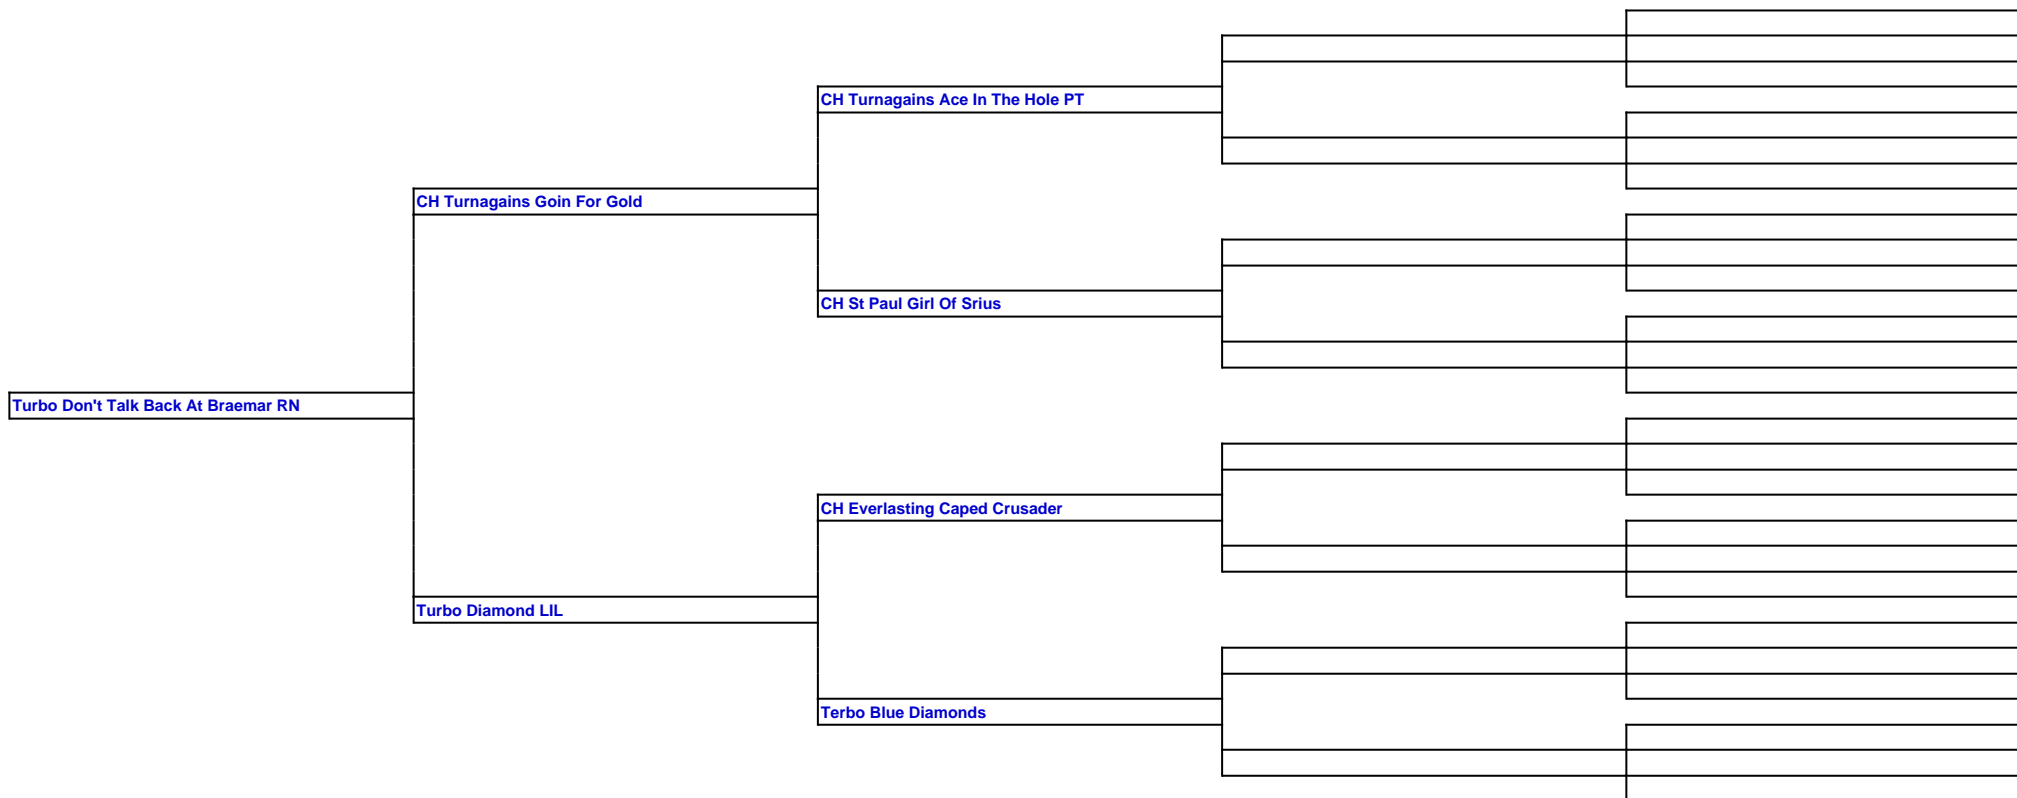 CH Turnagains Ace In The Hole PT
CH Turnagains Goin For Gold
CH St Paul Girl Of Srius
Turbo Don't Talk Back At Braemar RN
CH Everlasting Caped Crusader
Turbo Diamond LIL
Terbo Blue Diamonds